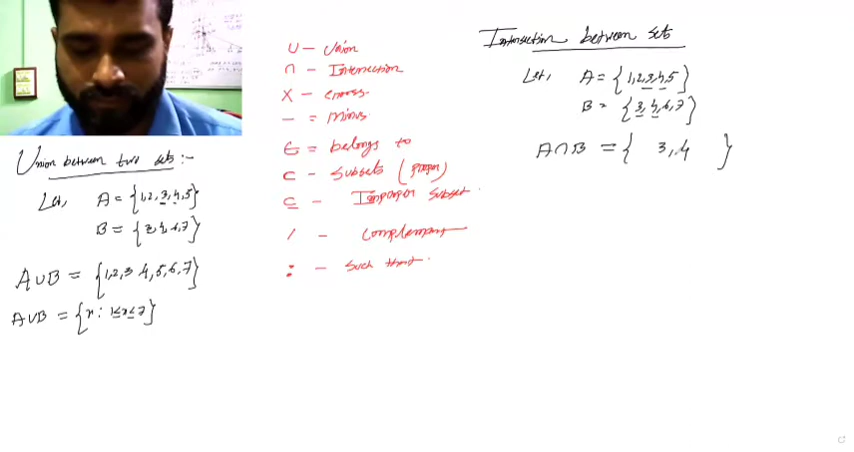 Union between two sets :-
Let, A = {1,2,3,4,5}
B = {3,4,6,7}
A∪B = {1,2,3 4,5,6,7}
A∪B = {x : 1≤x≤7}
∪ – Union
∩ – Intersection
X – cross
– = minus
∈ = belongs to
⊂ – Subsets (proper)
⊆ – Improper Subset
/ – Complement
: – Such that
Intersection between sets
Let, A = {1,2,3,4,5}
B = {3,4,6,7}
A∩B = { 3,4 }